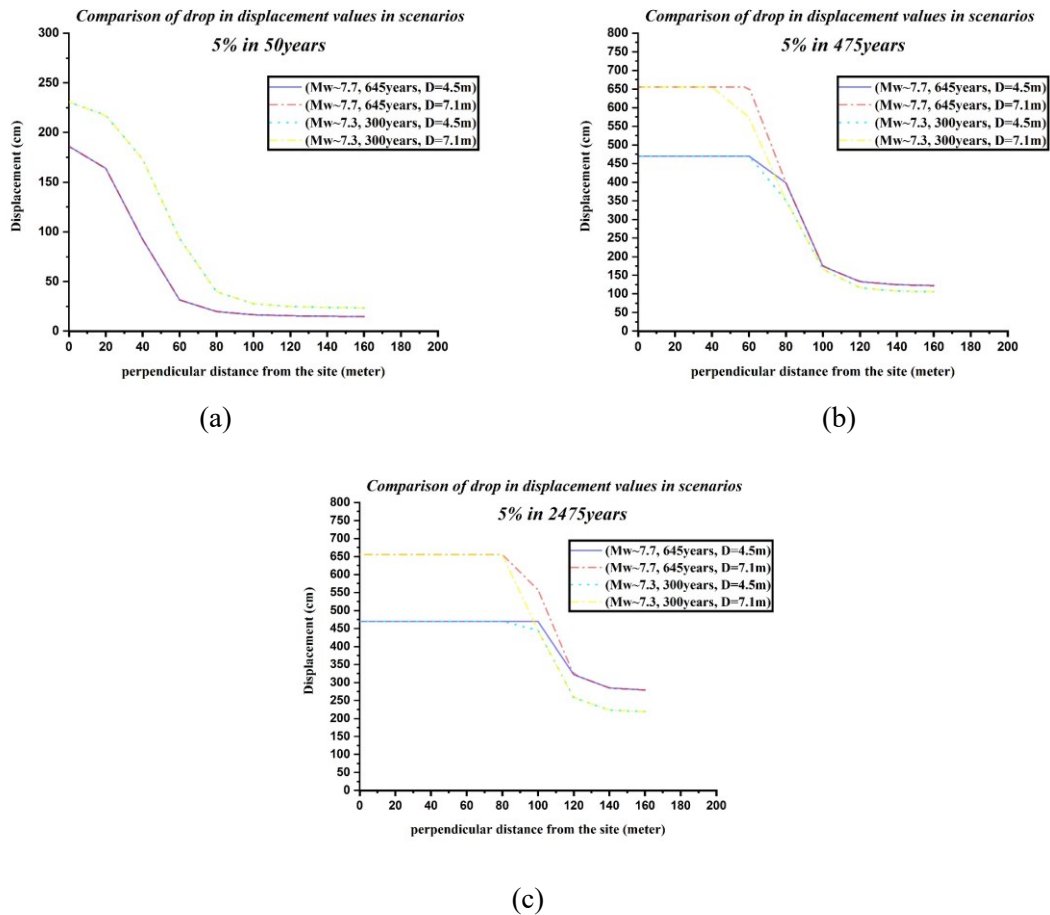 Comparison of drop in displacement values in scenarios
5% in 50years
300
250
200
150
100
50
0
Displacement (cm)
(Mw~7.7, 645years, D=4.5m)
(Mw~7.7, 645years, D=7.1m)
(Mw~7.3, 300years, D=4.5m)
(Mw~7.3, 300years, D=7.1m)
0 20 40 60 80 100 120 140 160 180 200
perpendicular distance from the site (meter)
(a)
Comparison of drop in displacement values in scenarios
5% in 475years
800
750
700
650
600
550
500
450
400
350
300
250
200
150
100
50
0
Displacement (cm)
(Mw~7.7, 645years, D=4.5m)
(Mw~7.7, 645years, D=7.1m)
(Mw~7.3, 300years, D=4.5m)
(Mw~7.3, 300years, D=7.1m)
0 20 40 60 80 100 120 140 160 180 200
perpendicular distance from the site (meter)
(b)
Comparison of drop in displacement values in scenarios
5% in 2475years
800
750
700
650
600
550
500
450
400
350
300
250
200
150
100
50
0
Displacement (cm)
(Mw~7.7, 645years, D=4.5m)
(Mw~7.7, 645years, D=7.1m)
(Mw~7.3, 300years, D=4.5m)
(Mw~7.3, 300years, D=7.1m)
0 20 40 60 80 100 120 140 160 180 200
perpendicular distance from the site (meter)
(c)